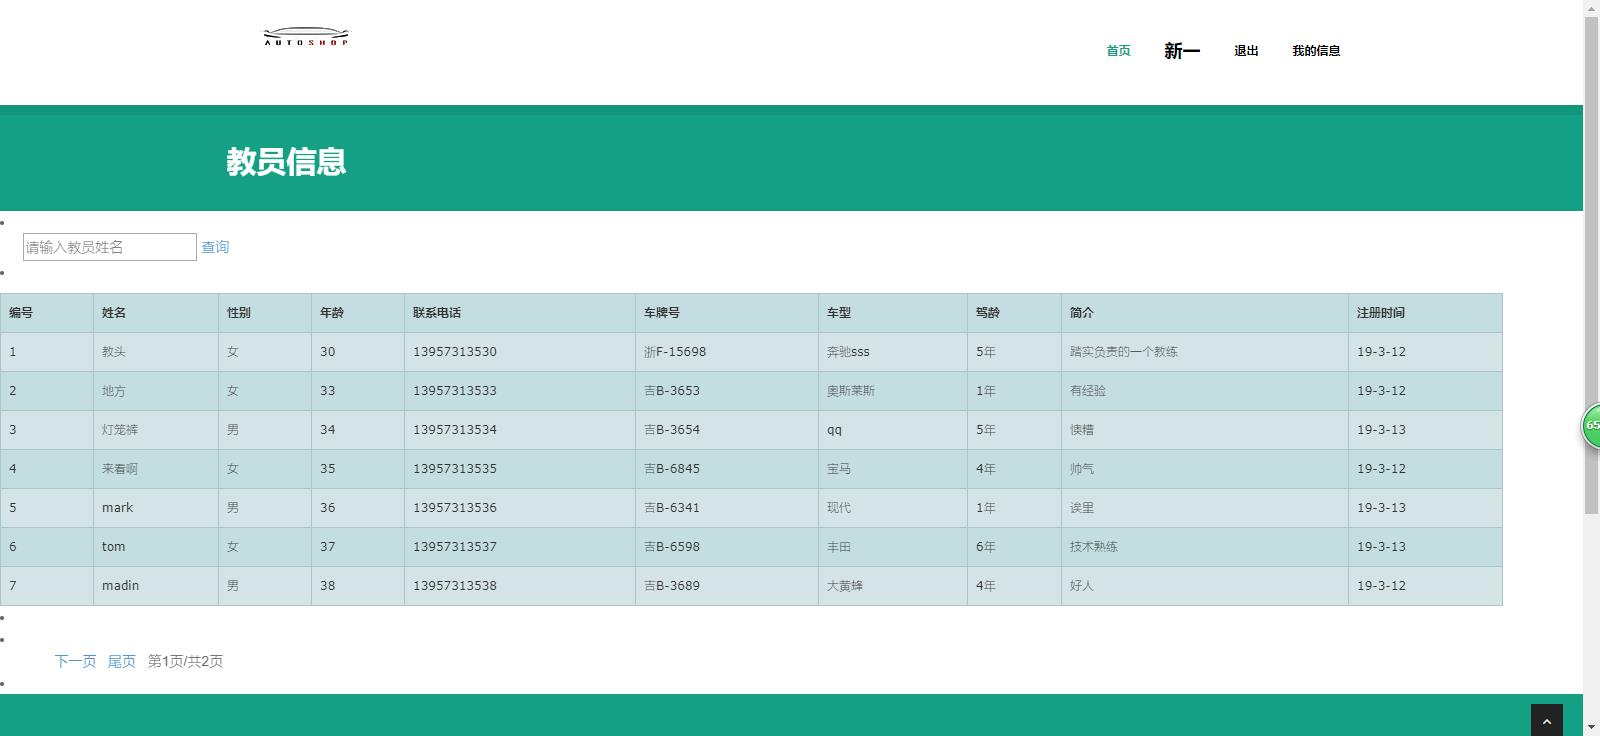 AUTOSHOP
首页 新一 退出 我的信息
教员信息
请输入教员姓名 查询
编号 姓名 性别 年龄 联系电话 车牌号 车型 驾龄 简介 注册时间
1 教头 女 30 13957313530 浙F-15698 奔驰sss 5年 踏实负责的一个教练 19-3-12
2 地方 女 33 13957313533 吉B-3653 奥斯莱斯 1年 有经验 19-3-12
3 灯笼裤 男 34 13957313534 吉B-3654 qq 5年 懊糟 19-3-13
4 来看啊 女 35 13957313535 吉B-6845 宝马 4年 帅气 19-3-12
5 mark 男 36 13957313536 吉B-6341 现代 1年 诶里 19-3-13
6 tom 女 37 13957313537 吉B-6598 丰田 6年 技术熟练 19-3-13
7 madin 男 38 13957313538 吉B-3689 大黄蜂 4年 好人 19-3-12
下一页 尾页 第1页/共2页
65